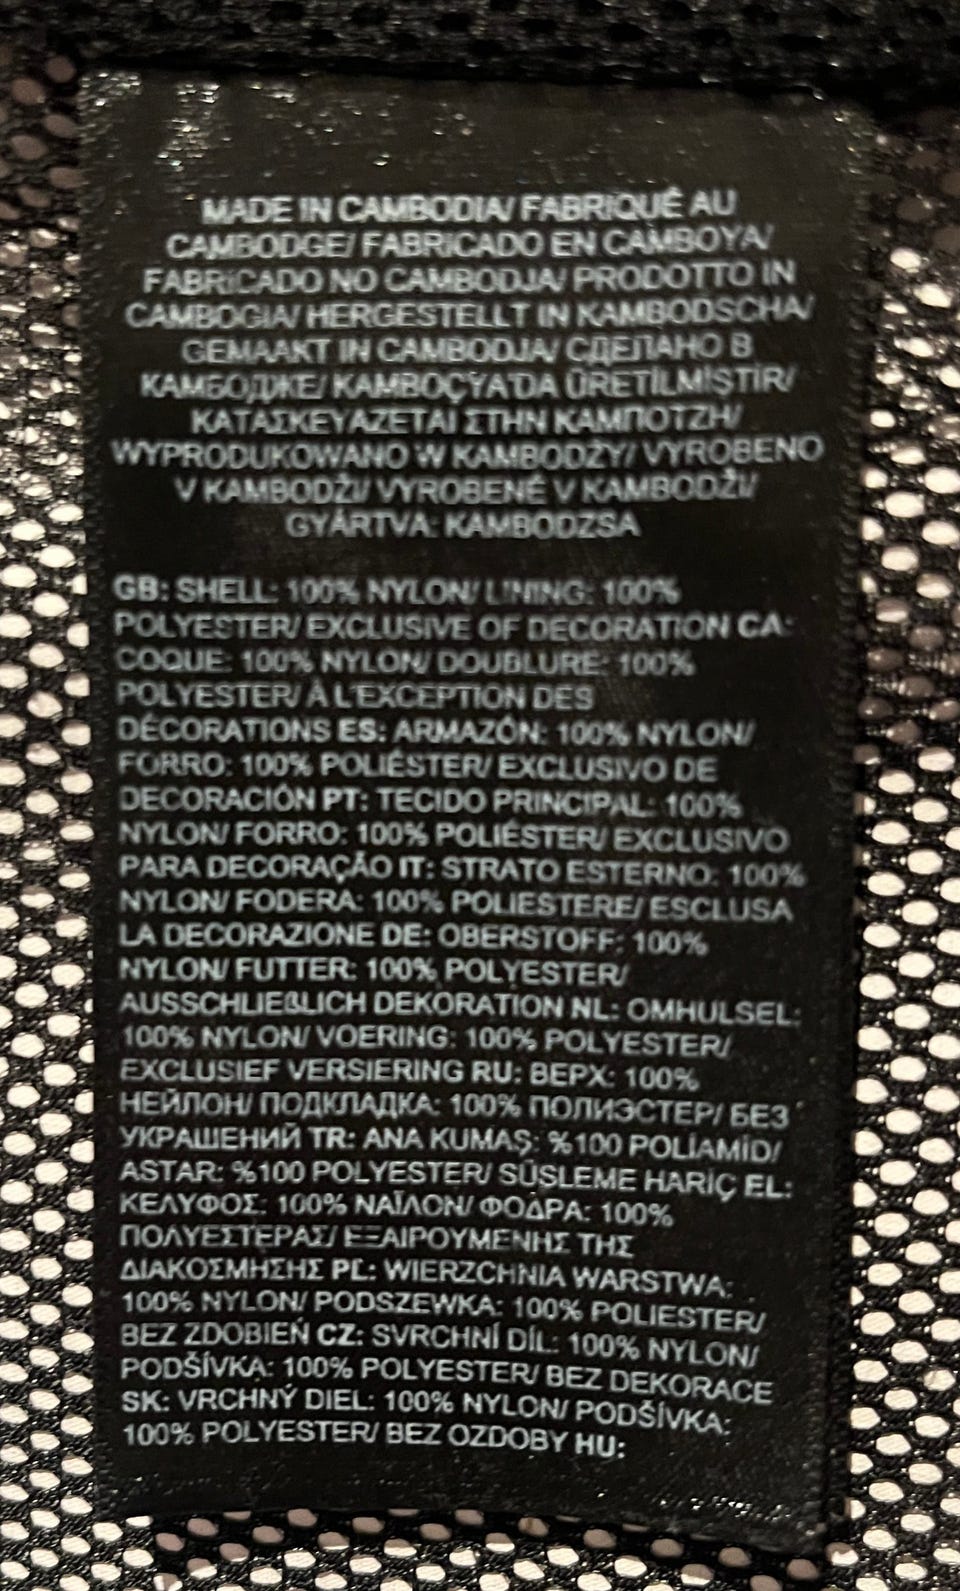 MADE IN CAMBODIA/ FABRIQUÉ AU
CAMBODGE/ FABRICADO EN CAMBOYA/
FABRICADO NO CAMBODJA/ PRODOTTO IN
CAMBOGIA/ HERGESTELLT IN KAMBODSCHA/
GEMAAKT IN CAMBODJA/ СДЕЛАНО В
КАМБОДЖЕ/ KAMBOÇYA'DA ÜRETİLMİŞTİR/
ΚΑΤΑΣΚΕΥΑΖΕΤΑΙ ΣΤΗΝ ΚΑΜΠΟΤΖΗ/
WYPRODUKOWANO W KAMBODŻY/ VYROBENO
V KAMBODŽI/ VYROBENÉ V KAMBODŽI/
GYÁRTVA: KAMBODZSA
GB: SHELL: 100% NYLON/ LINING: 100%
POLYESTER/ EXCLUSIVE OF DECORATION CA:
COQUE: 100% NYLON/ DOUBLURE: 100%
POLYESTER/ À L'EXCEPTION DES
DÉCORATIONS ES: ARMAZÓN: 100% NYLON/
FORRO: 100% POLIÉSTER/ EXCLUSIVO DE
DECORACIÓN PT: TECIDO PRINCIPAL: 100%
NYLON/ FORRO: 100% POLIÉSTER/ EXCLUSIVO
PARA DECORAÇÃO IT: STRATO ESTERNO: 100%
NYLON/ FODERA: 100% POLIESTERE/ ESCLUSA
LA DECORAZIONE DE: OBERSTOFF: 100%
NYLON/ FUTTER: 100% POLYESTER/
AUSSCHLIEßLICH DEKORATION NL: OMHULSEL:
100% NYLON/ VOERING: 100% POLYESTER/
EXCLUSIEF VERSIERING RU: ВЕРХ: 100%
НЕЙЛОН/ ПОДКЛАДКА: 100% ПОЛИЭСТЕР/ БЕЗ
УКРАШЕНИЙ TR: ANA KUMAŞ: %100 POLİAMİD/
ASTAR: %100 POLYESTER/ SÜSLEME HARİÇ EL:
ΚΕΛΥΦΟΣ: 100% ΝΑΪΛΟΝ/ ΦΟΔΡΑ: 100%
ΠΟΛΥΕΣΤΕΡΑΣ/ ΕΞΑΙΡΟΥΜΕΝΗΣ ΤΗΣ
ΔΙΑΚΟΣΜΗΣΗΣ PL: WIERZCHNIA WARSTWA:
100% NYLON/ PODSZEWKA: 100% POLIESTER/
BEZ ZDOBIEŃ CZ: SVRCHNÍ DÍL: 100% NYLON/
PODŠÍVKA: 100% POLYESTER/ BEZ DEKORACE
SK: VRCHNÝ DIEL: 100% NYLON/ PODŠÍVKA:
100% POLYESTER/ BEZ OZDOBY HU: